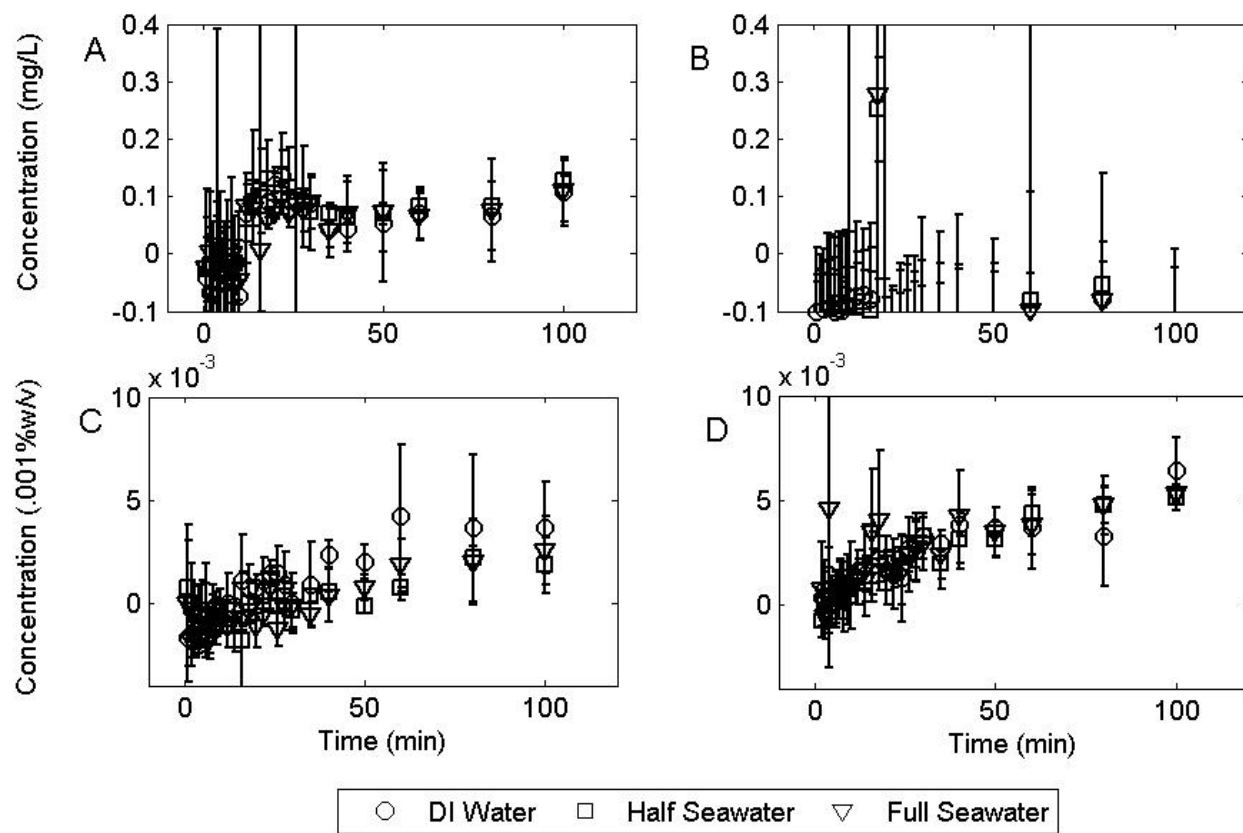 0.4
0.3
0.2
0.1
0
-0.1
A
0 50 100
Concentration (mg/L)
0.4
0.3
0.2
0.1
0
-0.1
B
0 50 100
x 10-3
10
5
0
C
0 50 100
Time (min)
Concentration (.001%w/v)
x 10-3
10
5
0
D
0 50 100
Time (min)
DI Water Half Seawater Full Seawater